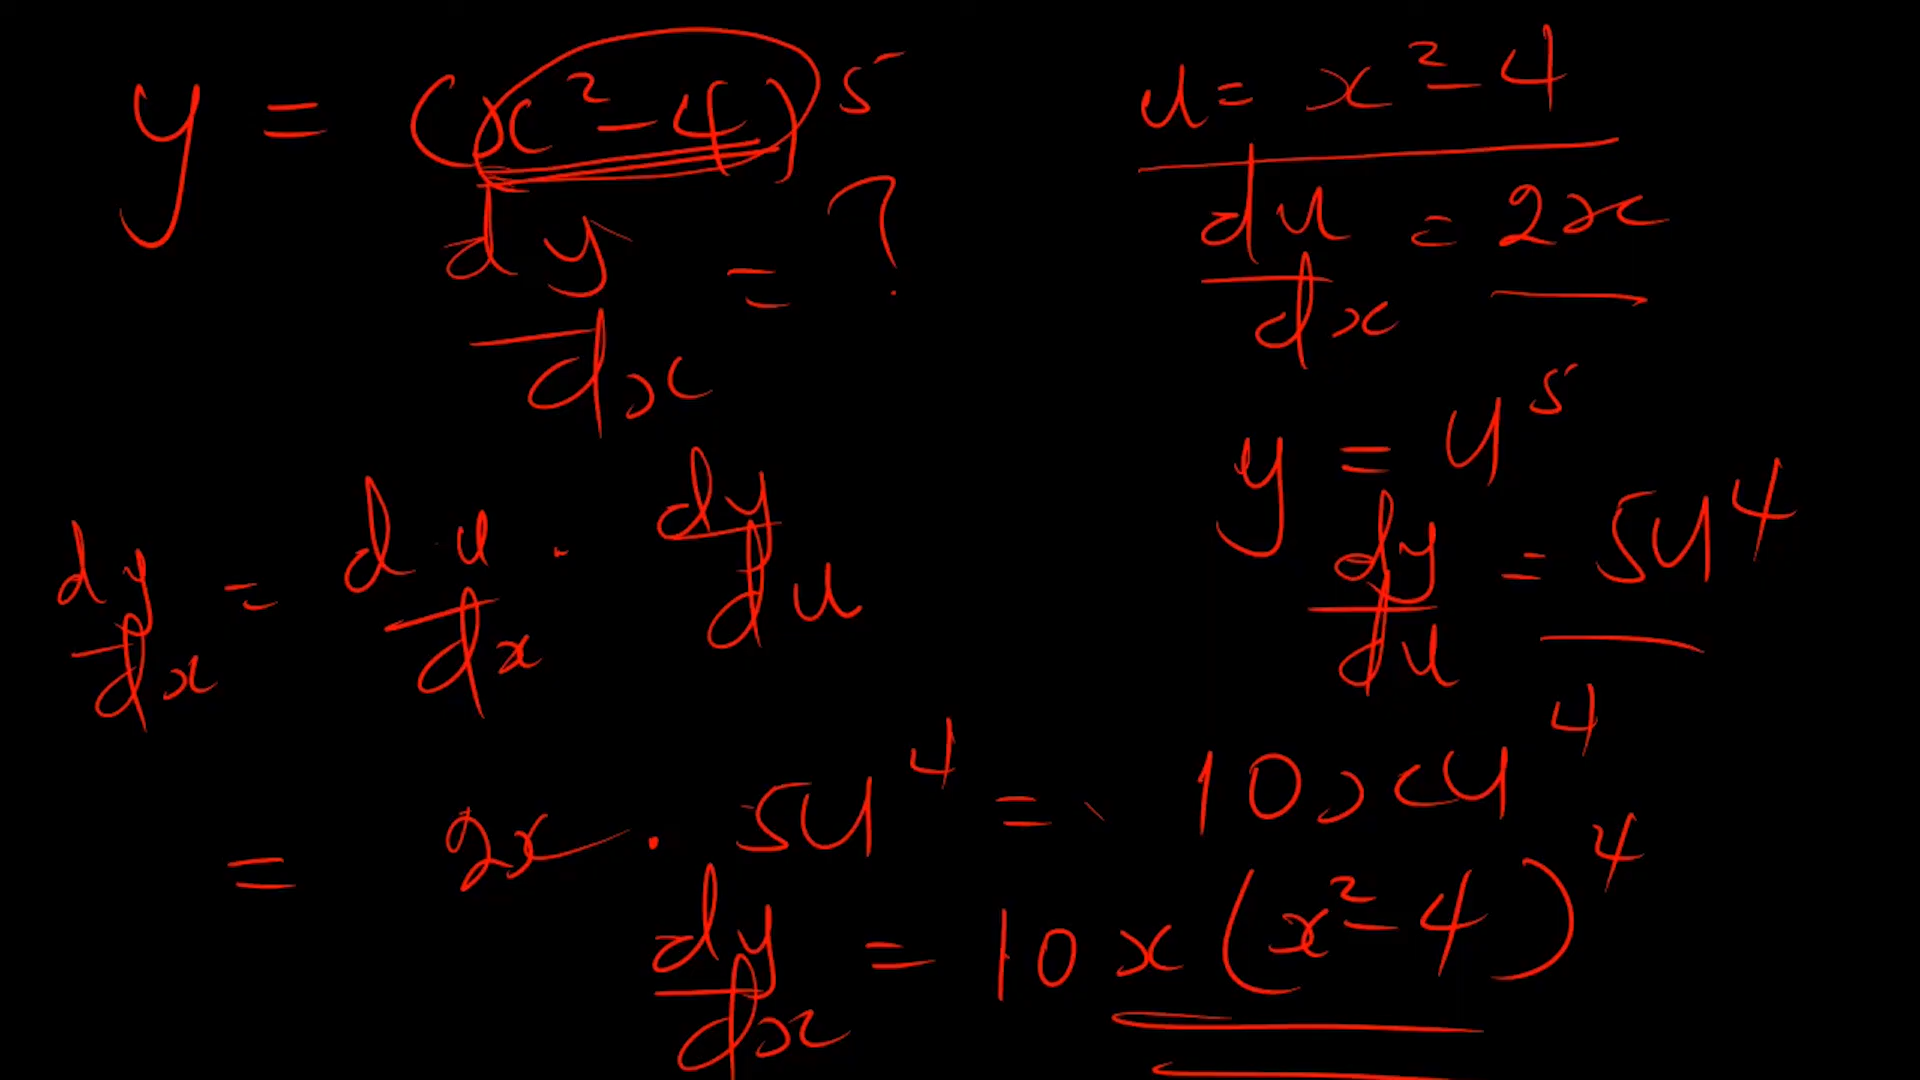 y = (x² - 4)⁵
dy/dx = ?
u = x² - 4
du/dx = 2x
y = u⁵
dy/du = 5u⁴
dy/dx = du/dx · dy/du
= 2x · 5u⁴ = 10xu⁴
dy/dx = 10x(x² - 4)⁴